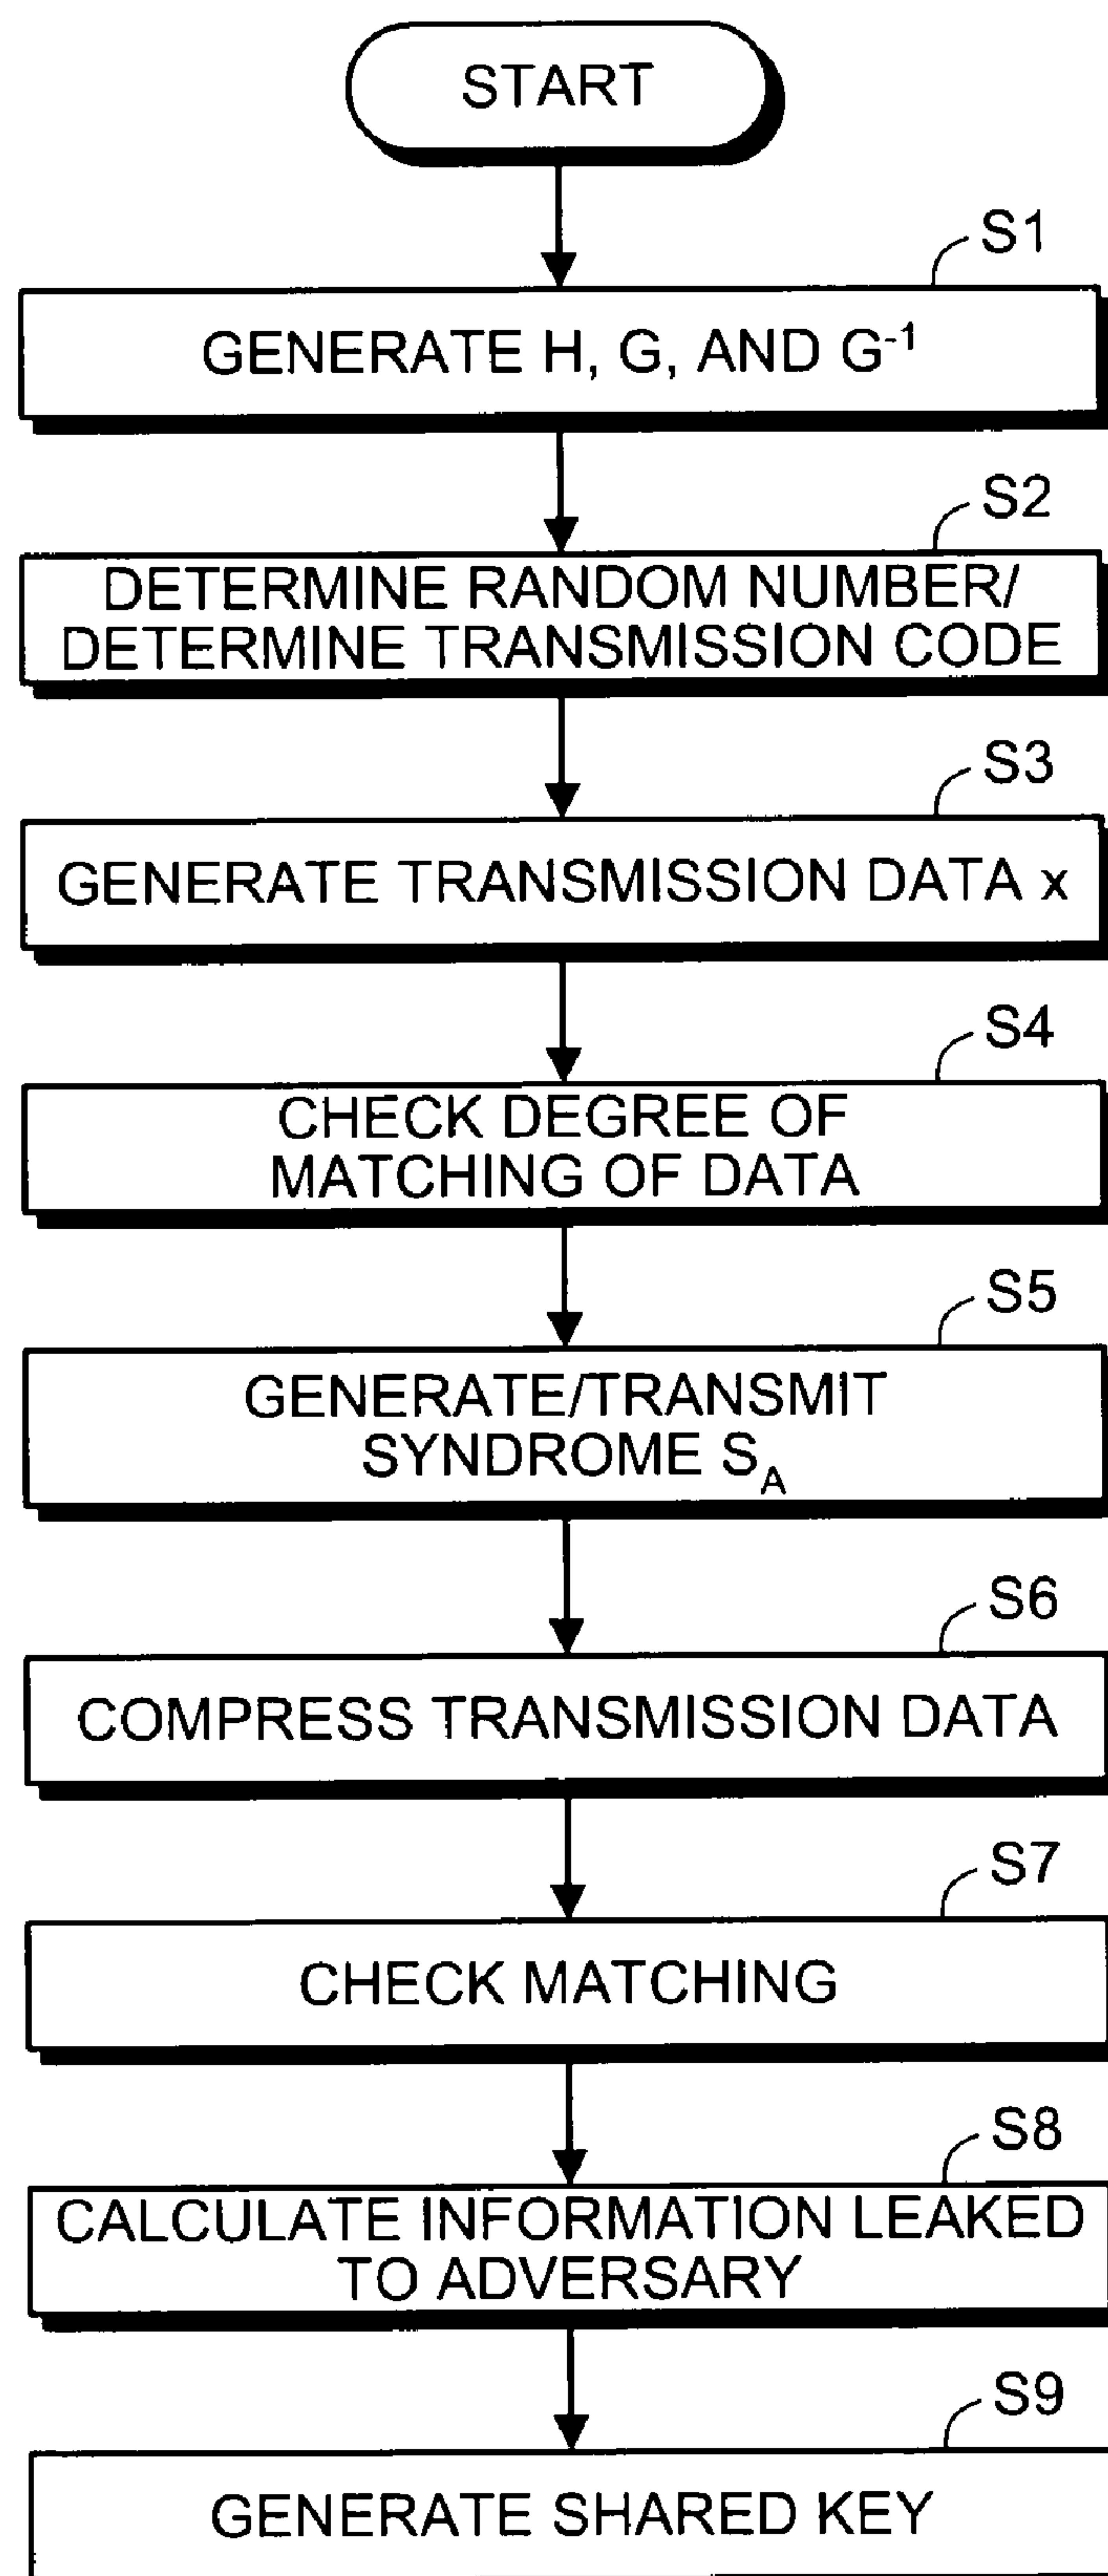 START
S1
GENERATE H, G, AND G⁻¹
S2
DETERMINE RANDOM NUMBER/
DETERMINE TRANSMISSION CODE
S3
GENERATE TRANSMISSION DATA x
S4
CHECK DEGREE OF
MATCHING OF DATA
S5
GENERATE/TRANSMIT
SYNDROME S_A
S6
COMPRESS TRANSMISSION DATA
S7
CHECK MATCHING
S8
CALCULATE INFORMATION LEAKED
TO ADVERSARY
S9
GENERATE SHARED KEY